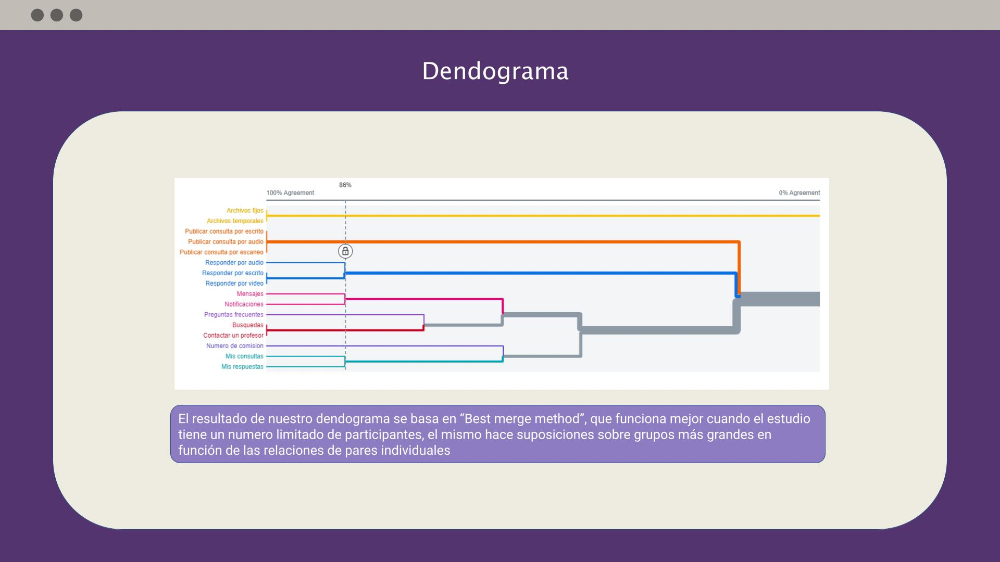 Dendograma
86%
100% Agreement
0% Agreement
Archivos fijos
Archivos temporales
Publicar consulta por escrito
Publicar consulta por audio
Publicar consulta por escaneo
Responder por audio
Responder por escrito
Responder por video
Mensajes
Notificaciones
Preguntas frecuentes
Busquedas
Contactar un profesor
Numero de comision
Mis consultas
Mis respuestas
El resultado de nuestro dendograma se basa en “Best merge method”, que funciona mejor cuando el estudio
tiene un numero limitado de participantes, el mismo hace suposiciones sobre grupos más grandes en
función de las relaciones de pares individuales